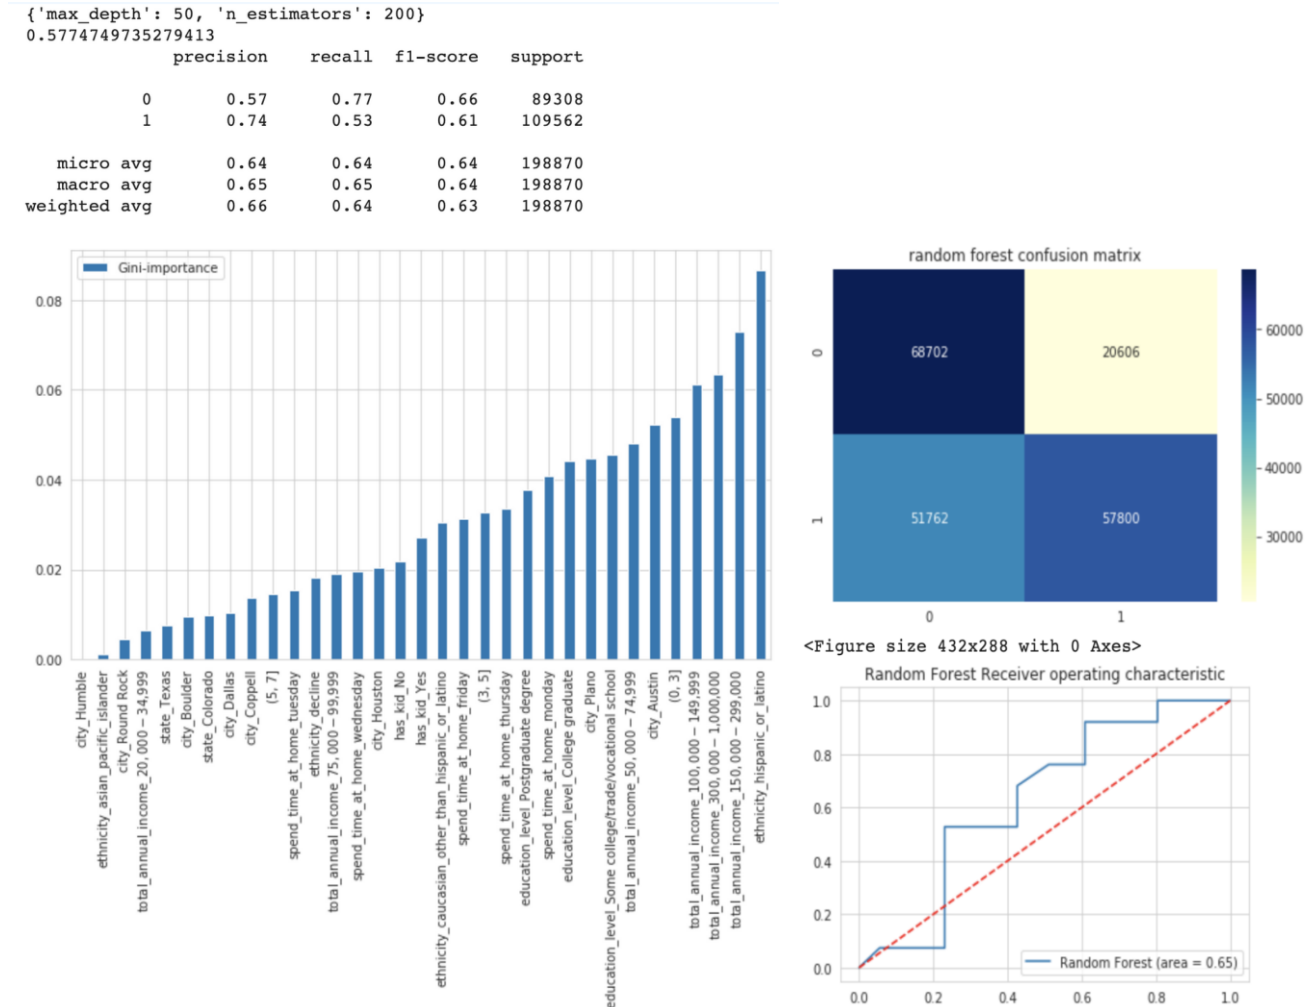 {'max_depth': 50, 'n_estimators': 200}
0.5774749735279413
precision recall f1-score support
0 0.57 0.77 0.66 89308
1 0.74 0.53 0.61 109562
micro avg 0.64 0.64 0.64 198870
macro avg 0.65 0.65 0.64 198870
weighted avg 0.66 0.64 0.63 198870
Gini-importance
0.08
0.06
0.04
0.02
0.00
city_Humble
ethnicity_asian_pacific_islander
city_Round Rock
total_annual_income_20,000 − 34,999
state_Texas
city_Boulder
state_Colorado
city_Dallas
city_Coppell
(5, 7]
spend_time_at_home_tuesday
ethnicity_decline
total_annual_income_75,000 − 99,999
spend_time_at_home_wednesday
city_Houston
has_kid_No
has_kid_Yes
ethnicity_caucasian_other_than_hispanic_or_latino
spend_time_at_home_friday
(3, 5]
spend_time_at_home_thursday
education_level_Postgraduate degree
spend_time_at_home_monday
education_level_College graduate
city_Plano
education_level_Some college/trade/vocational school
total_annual_income_50,000 − 74,999
city_Austin
(0, 3]
total_annual_income_100,000 − 149,999
total_annual_income_300,000 − 1,000,000
total_annual_income_150,000 − 299,000
ethnicity_hispanic_or_latino
random forest confusion matrix
0
68702
20606
1
51762
57800
0
1
60000
50000
40000
30000
<Figure size 432x288 with 0 Axes>
Random Forest Receiver operating characteristic
1.0
0.8
0.6
0.4
0.2
0.0
Random Forest (area = 0.65)
0.0
0.2
0.4
0.6
0.8
1.0